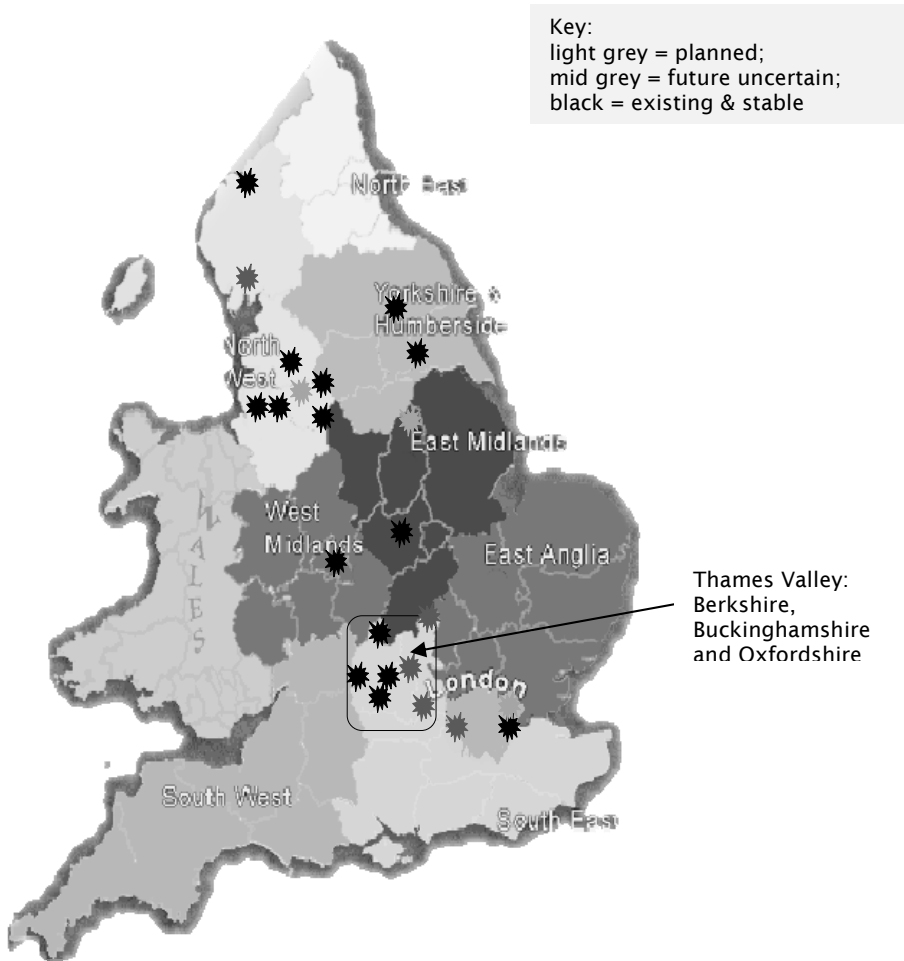 Key:
light grey = planned;
mid grey = future uncertain;
black = existing & stable
North East
Yorkshire &
Humberside
North
West
East Midlands
West
Midlands
East Anglia
WALES
Thames Valley:
Berkshire,
Buckinghamshire
and Oxfordshire
London
South West
South East